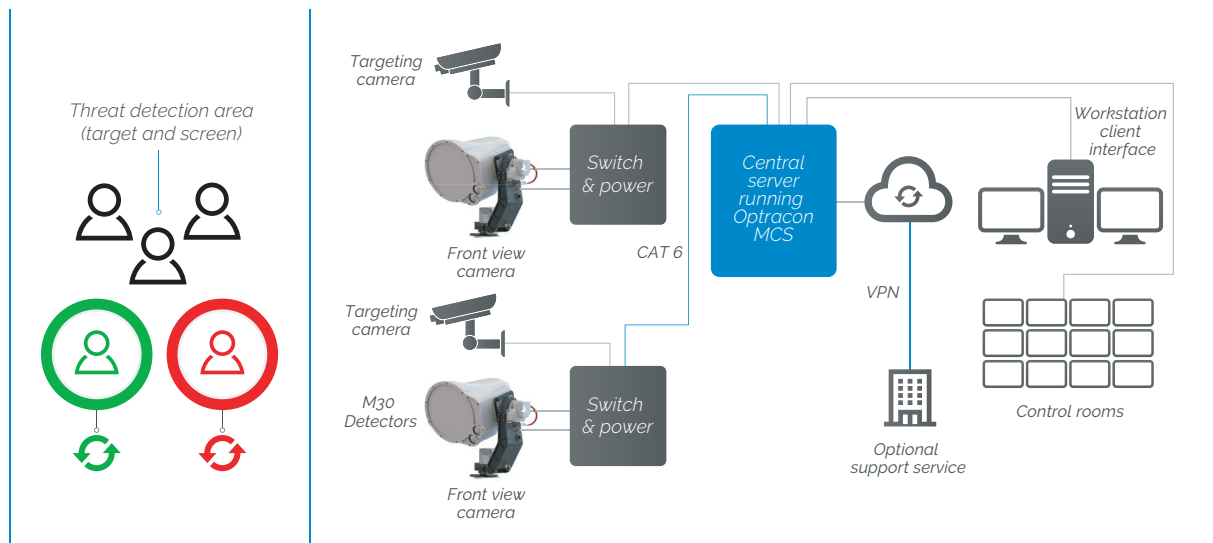 Threat detection area
(target and screen)
Targeting
camera
Switch
& power
Front view
camera
CAT 6
Central
server
running
Optracon
MCS
Workstation
client
interface
VPN
Targeting
camera
M30
Detectors
Switch
& power
Front view
camera
Optional
support service
Control rooms